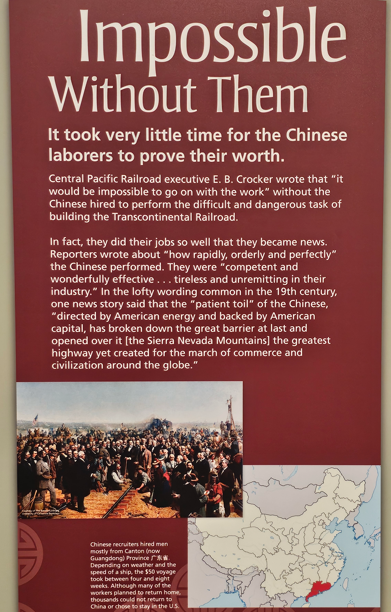 Impossible
Without Them
It took very little time for the Chinese
laborers to prove their worth.
Central Pacific Railroad executive E. B. Crocker wrote that “it
would be impossible to go on with the work” without the
Chinese hired to perform the difficult and dangerous task of
building the Transcontinental Railroad.
In fact, they did their jobs so well that they became news.
Reporters wrote about “how rapidly, orderly and perfectly”
the Chinese performed. They were “competent and
wonderfully effective . . . tireless and unremitting in their
industry.” In the lofty wording common in the 19th century,
one news story said that the “patient toil” of the Chinese,
“directed by American energy and backed by American
capital, has broken down the great barrier at last and
opened over it [the Sierra Nevada Mountains] the greatest
highway yet created for the march of commerce and
civilization around the globe.”
Chinese recruiters hired men
mostly from Canton (now
Guangdong) Province 广东省.
Depending on weather and the
speed of a ship, the $50 voyage
took between four and eight
weeks. Although many of the
workers planned to return home,
thousands could not return to
China or chose to stay in the U.S.